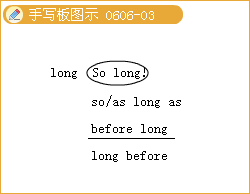 手写板图示 0606-03
long So long!
so/as long as
before long
long before